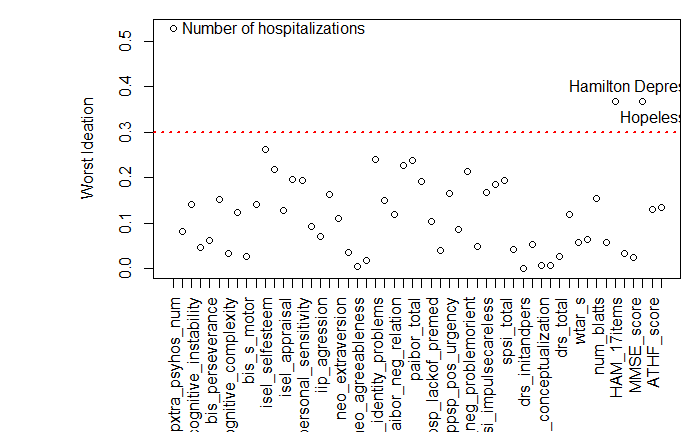 Number of hospitalizations
Hamilton Depres
Hopeless
Worst Ideation
0.5
0.4
0.3
0.2
0.1
0.0
pxtra_psyhos_num
cognitive_instability
bis_perseverance
ognitive_complexity
bis_s_motor
isel_selfesteem
isel_appraisal
personal_sensitivity
iip_agression
neo_extraversion
neo_agreeableness
_identity_problems
aibor_neg_relation
paibor_total
osp_lackof_premed
ppsp_pos_urgency
neg_problemorient
si_impulsecareless
spsi_total
drs_initandpers
_conceptualization
drs_total
wtar_s
num_blatts
HAM_17items
MMSE_score
ATHF_score